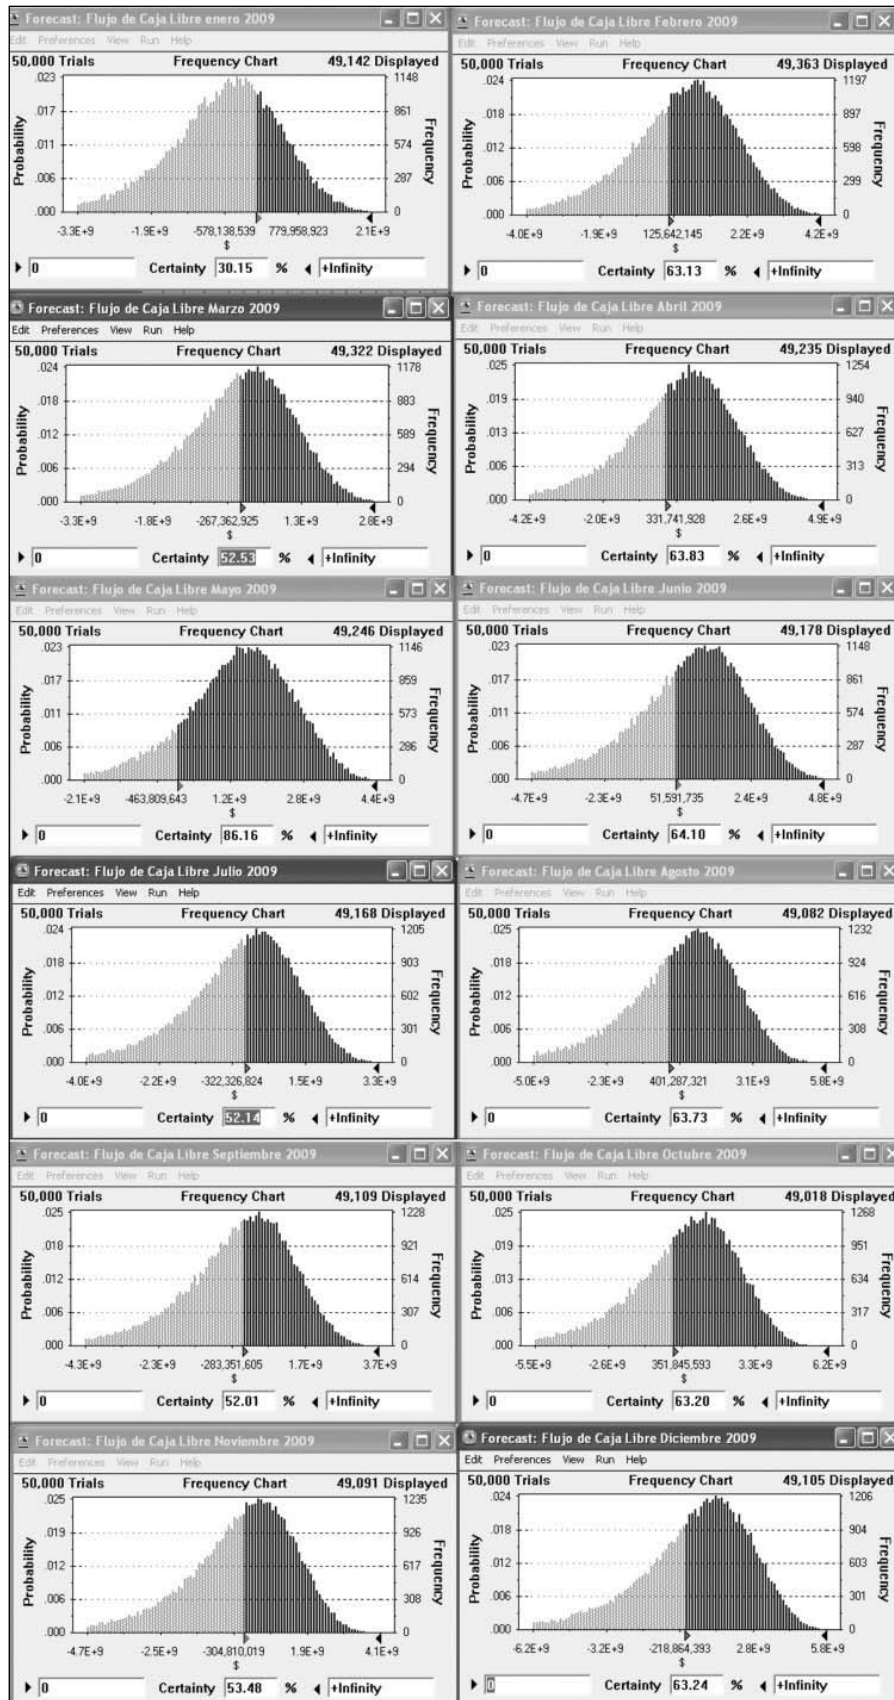 Forecast: Flujo de Caja Libre enero 2009
Edit Preferences View Run Help
50,000 Trials Frequency Chart 49,142 Displayed
Probability
Frequency
.023 1148
.017 861
.011 574
.006 287
.000 0
-3.3E+9 -1.9E+9 -578,138,539 779,958,923 2.1E+9
$
0 Certainty 30.15 % +Infinity
Forecast: Flujo de Caja Libre Febrero 2009
Edit Preferences View Run Help
50,000 Trials Frequency Chart 49,363 Displayed
Probability
Frequency
.024 1197
.018 897
.012 598
.006 299
.000 0
-4.0E+9 -1.9E+9 125,642,145 2.2E+9 4.2E+9
$
0 Certainty 63.13 % +Infinity
Forecast: Flujo de Caja Libre Marzo 2009
Edit Preferences View Run Help
50,000 Trials Frequency Chart 49,322 Displayed
Probability
Frequency
.024 1178
.018 883
.012 589
.006 294
.000 0
-3.3E+9 -1.8E+9 -267,362,925 1.3E+9 2.8E+9
$
0 Certainty 52.53 % +Infinity
Forecast: Flujo de Caja Libre Abril 2009
Edit Preferences View Run Help
50,000 Trials Frequency Chart 49,235 Displayed
Probability
Frequency
.025 1254
.019 940
.013 627
.006 313
.000 0
-4.2E+9 -2.0E+9 331,741,928 2.6E+9 4.9E+9
$
0 Certainty 63.83 % +Infinity
Forecast: Flujo de Caja Libre Mayo 2009
Edit Preferences View Run Help
50,000 Trials Frequency Chart 49,246 Displayed
Probability
Frequency
.023 1146
.017 859
.011 573
.006 286
.000 0
-2.1E+9 -463,809,643 1.2E+9 2.8E+9 4.4E+9
$
0 Certainty 86.16 % +Infinity
Forecast: Flujo de Caja Libre Junio 2009
Edit Preferences View Run Help
50,000 Trials Frequency Chart 49,178 Displayed
Probability
Frequency
.023 1148
.017 861
.011 574
.006 287
.000 0
-4.7E+9 -2.3E+9 51,591,735 2.4E+9 4.8E+9
$
0 Certainty 64.10 % +Infinity
Forecast: Flujo de Caja Libre Julio 2009
Edit Preferences View Run Help
50,000 Trials Frequency Chart 49,168 Displayed
Probability
Frequency
.024 1205
.018 903
.012 602
.006 301
.000 0
-4.0E+9 -2.2E+9 -322,326,824 1.5E+9 3.3E+9
$
0 Certainty 52.14 % +Infinity
Forecast: Flujo de Caja Libre Agosto 2009
Edit Preferences View Run Help
50,000 Trials Frequency Chart 49,082 Displayed
Probability
Frequency
.025 1232
.018 924
.012 616
.006 308
.000 0
-5.0E+9 -2.3E+9 401,287,321 3.1E+9 5.8E+9
$
0 Certainty 63.73 % +Infinity
Forecast: Flujo de Caja Libre Septiembre 2009
Edit Preferences View Run Help
50,000 Trials Frequency Chart 49,109 Displayed
Probability
Frequency
.025 1228
.018 921
.012 614
.006 307
.000 0
-4.3E+9 -2.3E+9 -283,351,605 1.7E+9 3.7E+9
$
0 Certainty 52.01 % +Infinity
Forecast: Flujo de Caja Libre Octubre 2009
Edit Preferences View Run Help
50,000 Trials Frequency Chart 49,018 Displayed
Probability
Frequency
.025 1268
.019 951
.013 634
.006 317
.000 0
-5.5E+9 -2.6E+9 351,845,593 3.3E+9 6.2E+9
$
0 Certainty 63.20 % +Infinity
Forecast: Flujo de Caja Libre Noviembre 2009
Edit Preferences View Run Help
50,000 Trials Frequency Chart 49,091 Displayed
Probability
Frequency
.025 1235
.019 926
.012 617
.006 308
.000 0
-4.7E+9 -2.5E+9 -304,810,019 1.9E+9 4.1E+9
$
0 Certainty 53.48 % +Infinity
Forecast: Flujo de Caja Libre Diciembre 2009
Edit Preferences View Run Help
50,000 Trials Frequency Chart 49,105 Displayed
Probability
Frequency
.024 1206
.018 904
.012 603
.006 301
.000 0
-6.2E+9 -3.2E+9 -218,864,393 2.8E+9 5.8E+9
$
0 Certainty 63.24 % +Infinity